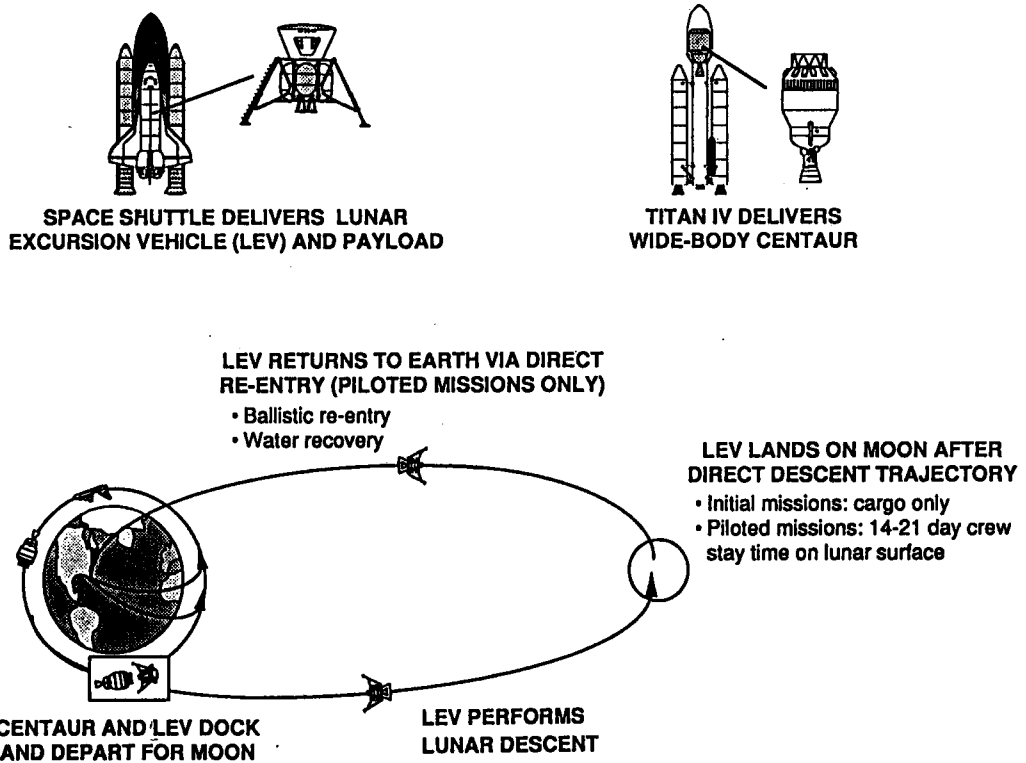 SPACE SHUTTLE DELIVERS LUNAR
EXCURSION VEHICLE (LEV) AND PAYLOAD
TITAN IV DELIVERS
WIDE-BODY CENTAUR
LEV RETURNS TO EARTH VIA DIRECT
RE-ENTRY (PILOTED MISSIONS ONLY)
• Ballistic re-entry
• Water recovery
LEV LANDS ON MOON AFTER
DIRECT DESCENT TRAJECTORY
• Initial missions: cargo only
• Piloted missions: 14-21 day crew
stay time on lunar surface
CENTAUR AND LEV DOCK
AND DEPART FOR MOON
LEV PERFORMS
LUNAR DESCENT